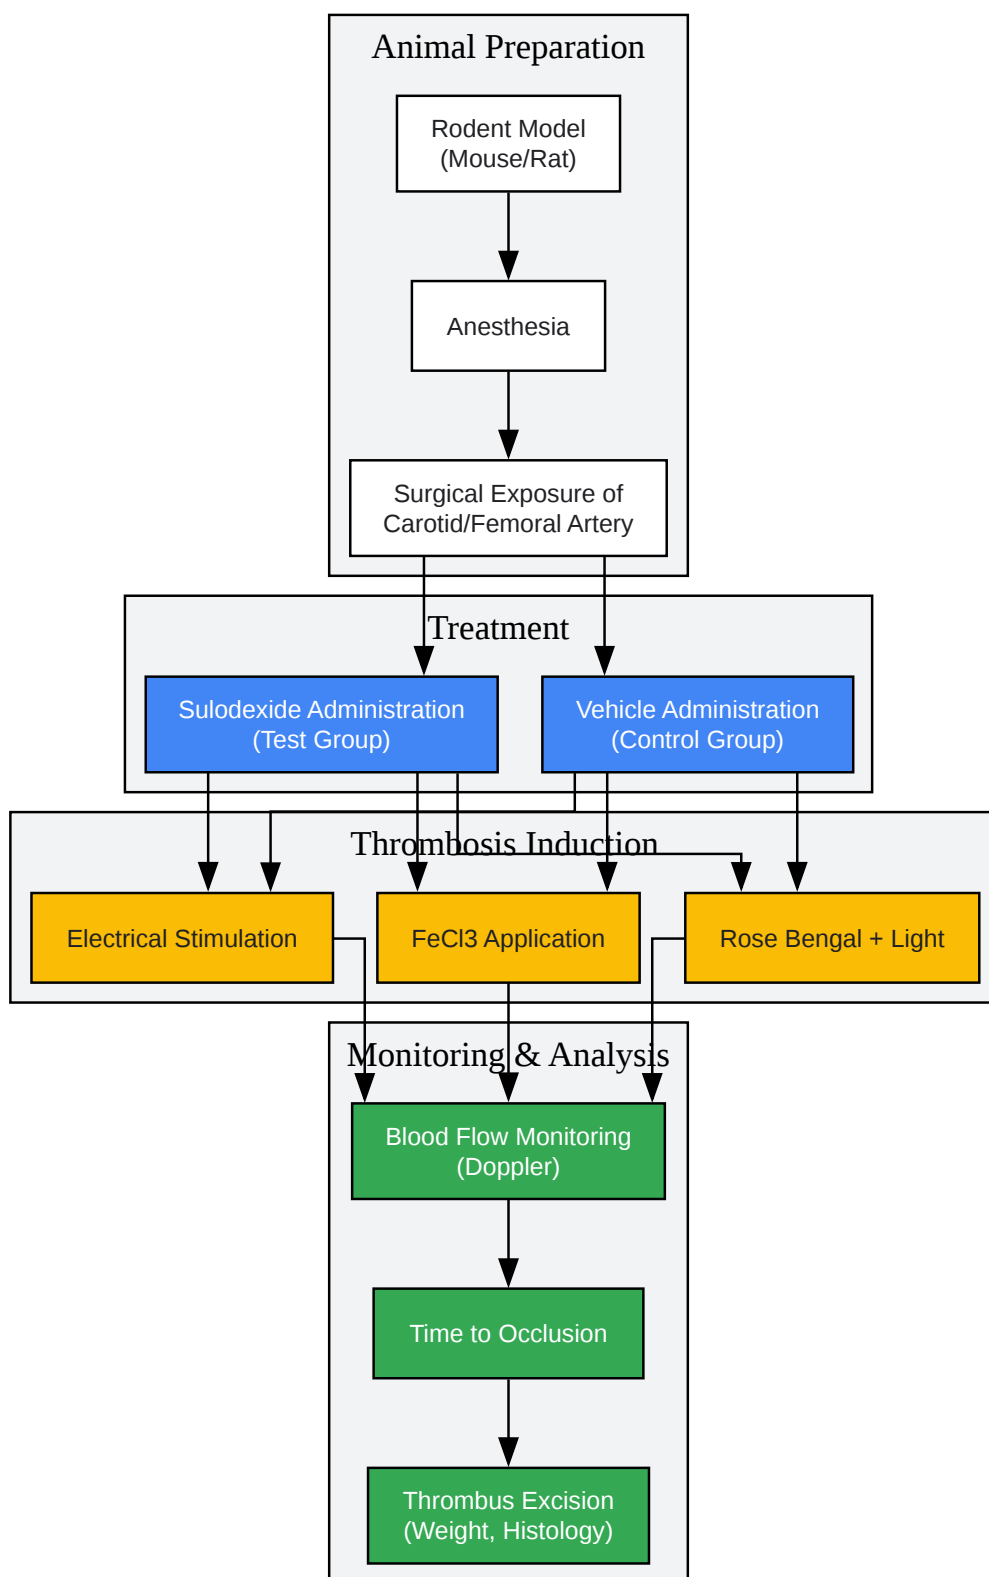 Animal Preparation
Rodent Model
(Mouse/Rat)
Anesthesia
Surgical Exposure of
Carotid/Femoral Artery
Treatment
Sulodexide Administration
(Test Group)
Vehicle Administration
(Control Group)
Thrombosis Induction
Electrical Stimulation
FeCl3 Application
Rose Bengal + Light
Monitoring & Analysis
Blood Flow Monitoring
(Doppler)
Time to Occlusion
Thrombus Excision
(Weight, Histology)